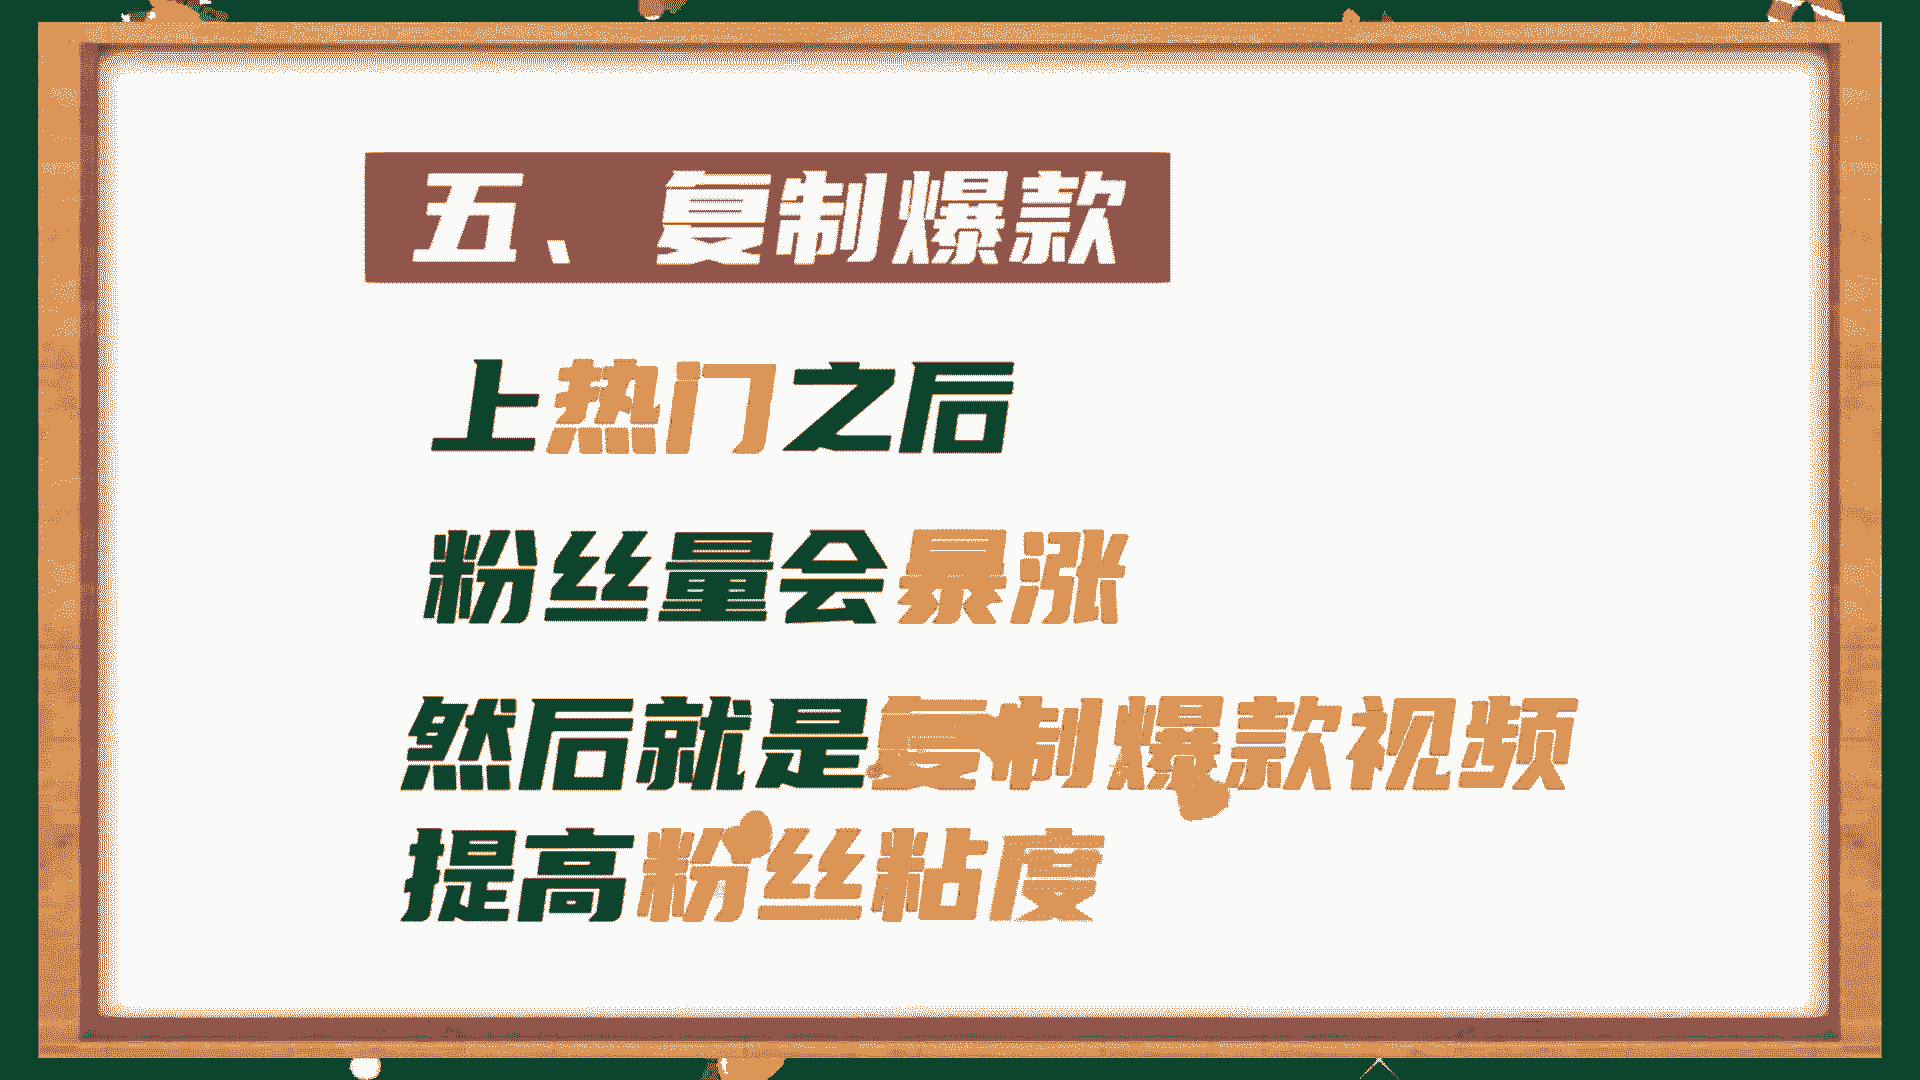 五、复制爆款
上热门之后
粉丝量会暴涨
然后就是复制爆款视频
提高粉丝粘度